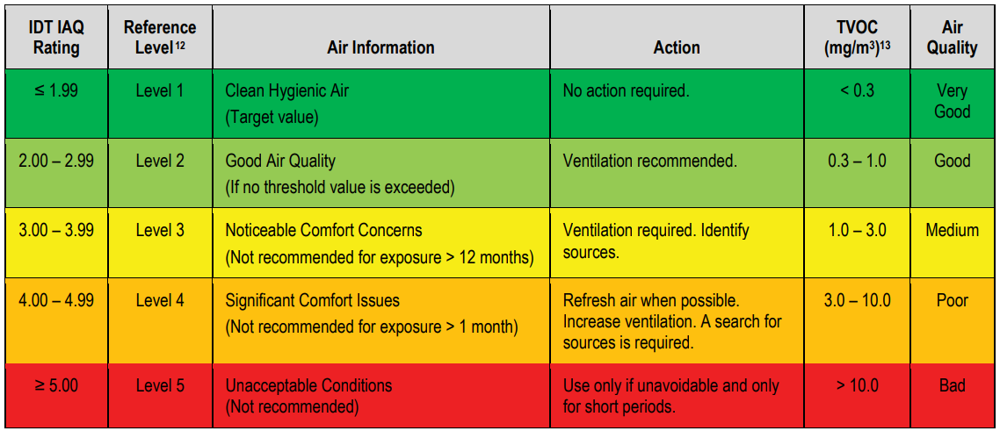 IDT IAQ Rating | Reference Level 12 | Air Information | Action | TVOC (mg/m³)13 | Air Quality
≤ 1.99 | Level 1 | Clean Hygienic Air | No action required. | < 0.3 | Very Good
(Target value)
2.00 – 2.99 | Level 2 | Good Air Quality | Ventilation recommended. | 0.3 – 1.0 | Good
(If no threshold value is exceeded)
3.00 – 3.99 | Level 3 | Noticeable Comfort Concerns | Ventilation required. Identify | 1.0 – 3.0 | Medium
(Not recommended for exposure > 12 months) | sources.
4.00 – 4.99 | Level 4 | Significant Comfort Issues | Refresh air when possible. | 3.0 – 10.0 | Poor
(Not recommended for exposure > 1 month) | Increase ventilation. A search for
sources is required.
≥ 5.00 | Level 5 | Unacceptable Conditions | Use only if unavoidable and only | > 10.0 | Bad
(Not recommended) | for short periods.